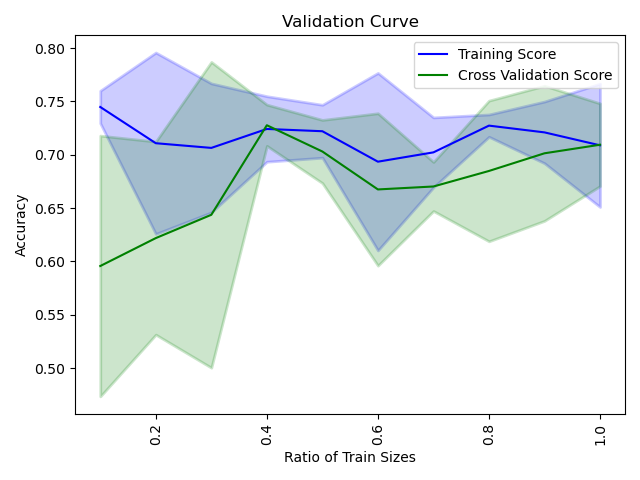 Validation Curve
Training Score
Cross Validation Score
0.80
0.75
0.70
0.65
0.60
0.55
0.50
Accuracy
0.2
0.4
0.6
0.8
1.0
Ratio of Train Sizes